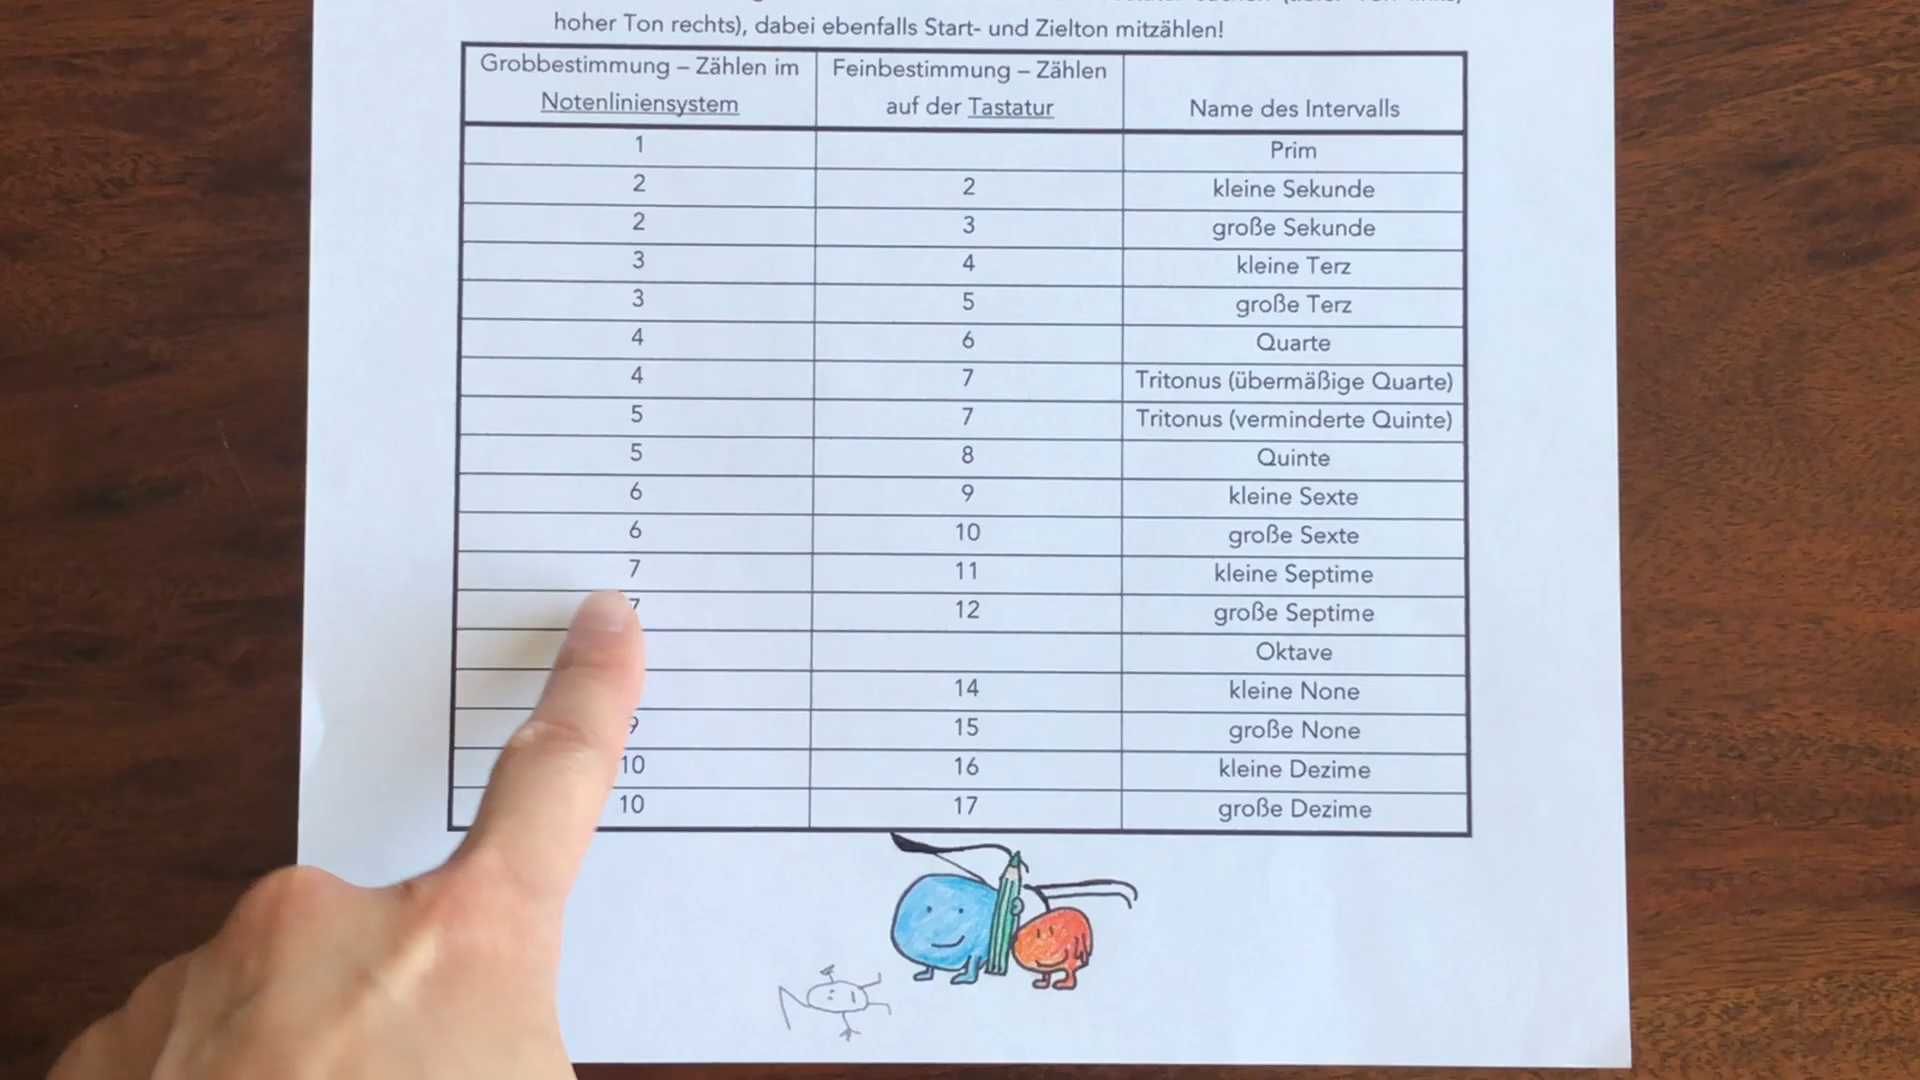 hoher Ton rechts), dabei ebenfalls Start- und Zielton mitzählen!
Grobbestimmung – Zählen im Notenliniensystem
Feinbestimmung – Zählen auf der Tastatur
Name des Intervalls
1 Prim
2 2 kleine Sekunde
2 3 große Sekunde
3 4 kleine Terz
3 5 große Terz
4 6 Quarte
4 7 Tritonus (übermäßige Quarte)
5 7 Tritonus (verminderte Quinte)
5 8 Quinte
6 9 kleine Sexte
6 10 große Sexte
7 11 kleine Septime
7 12 große Septime
Oktave
14 kleine None
9 15 große None
10 16 kleine Dezime
10 17 große Dezime